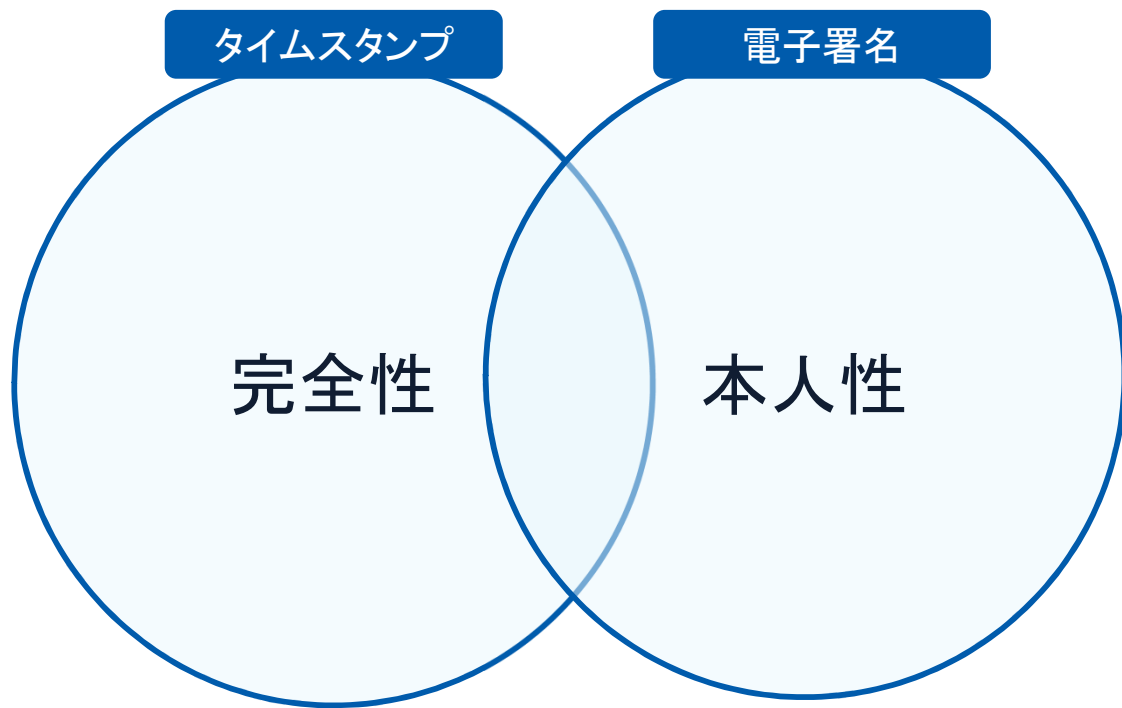 タイムスタンプ
電子署名
完全性
本人性